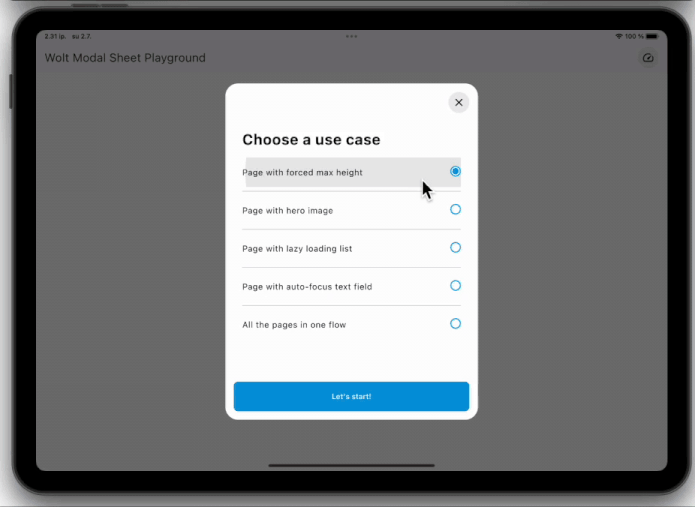 2.31 ip. su 2.7.
100 %
Wolt Modal Sheet Playground
Choose a use case
Page with forced max height
Page with hero image
Page with lazy loading list
Page with auto-focus text field
All the pages in one flow
Let's start!